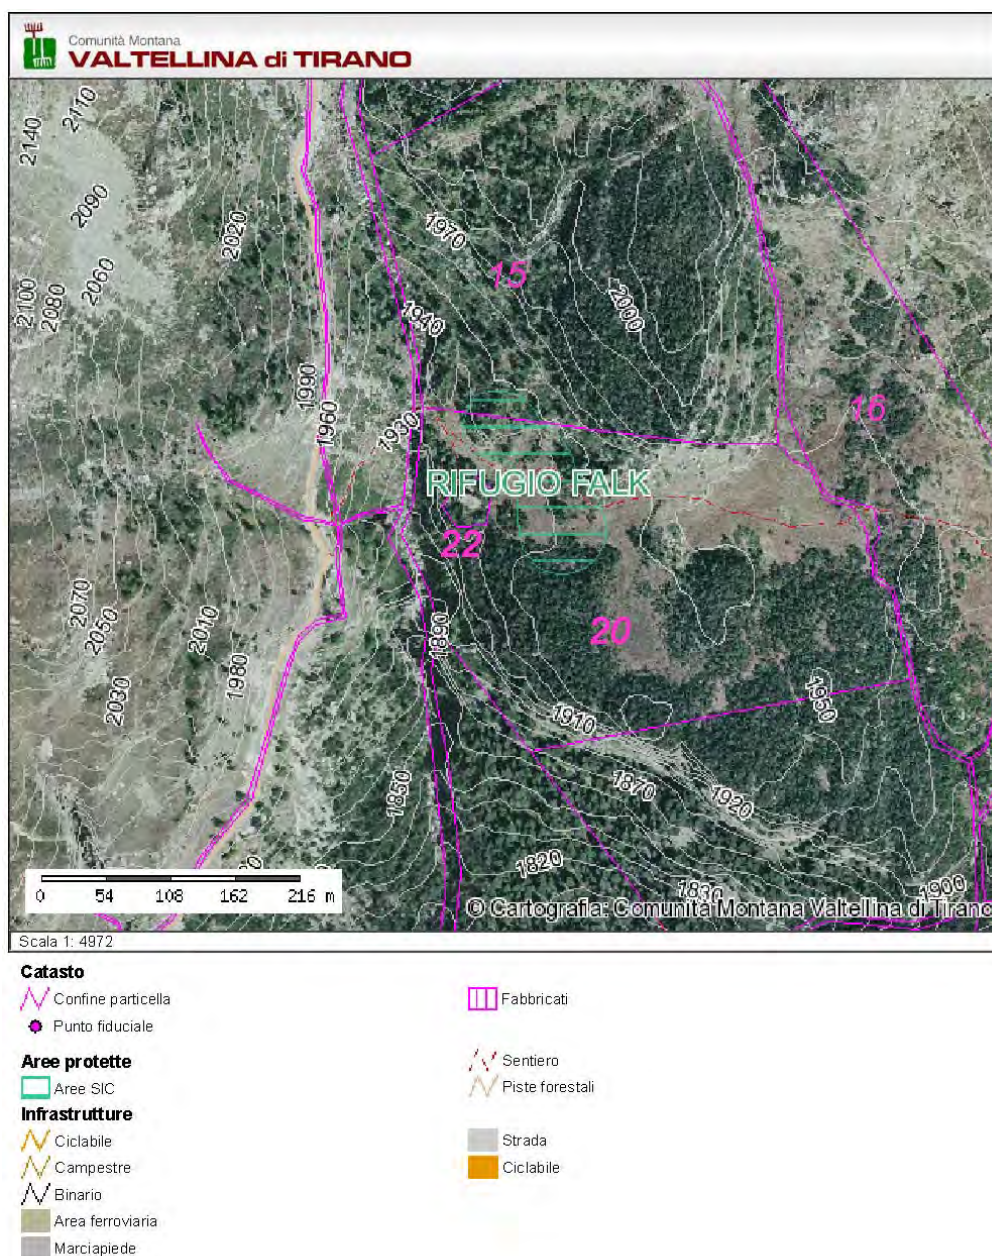 Comunità Montana
VALTELLINA di TIRANO
2110
2140
2090
2020
1970
2060
15
2100
2080
2000
1940
1990
1960
1930
16
RIFUGIO FALK
22
2070
2050
2010
1890
20
1980
2030
1950
1910
1850
1870
1920
1820
1830
1900
0 54 108 162 216 m
© Cartografia: Comunità Montana Valtellina di Tirano
Scala 1: 4972
Catasto
Confine particella
Fabbricati
Punto fiduciale
Aree protette
Sentiero
Aree SIC
Piste forestali
Infrastrutture
Ciclabile
Strada
Campestre
Ciclabile
Binario
Area ferroviaria
Marciapiede